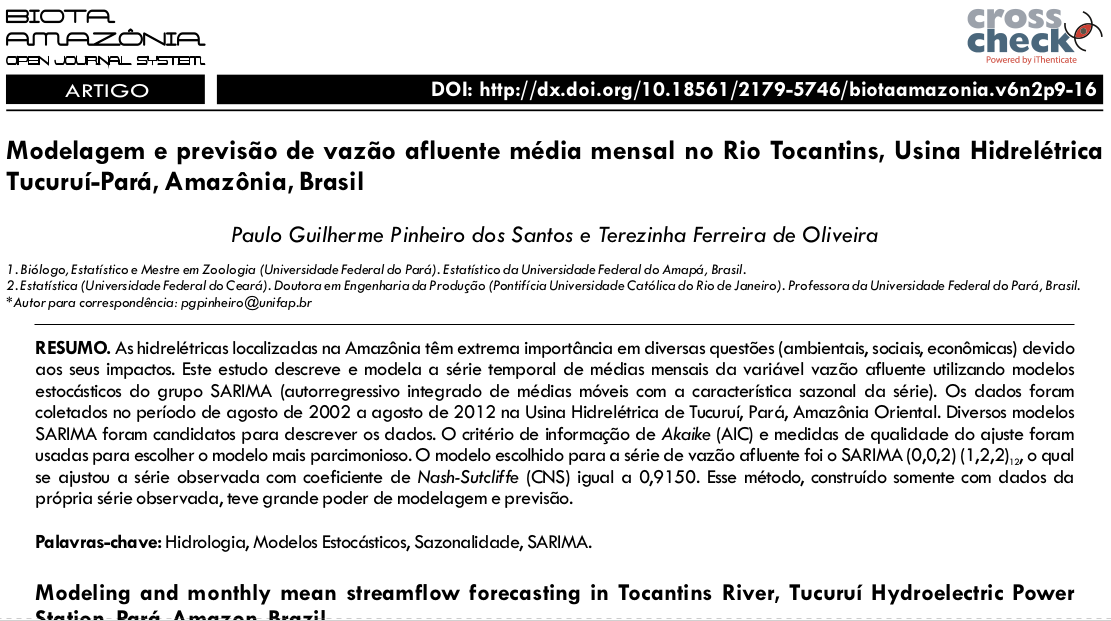 BIOTA
AMAZÔNIA
OPEN JOURNAL SYSTEM
cross
check
Powered by iThenticate
ARTIGO
DOI: http://dx.doi.org/10.18561/2179-5746/biotaamazonia.v6n2p9-16
Modelagem e previsão de vazão afluente média mensal no Rio Tocantins, Usina Hidrelétrica
Tucuruí-Pará, Amazônia, Brasil
Paulo Guilherme Pinheiro dos Santos e Terezinha Ferreira de Oliveira
1. Biólogo, Estatístico e Mestre em Zoologia (Universidade Federal do Pará). Estatístico da Universidade Federal do Amapá, Brasil.
2. Estatística (Universidade Federal do Ceará). Doutora em Engenharia da Produção (Pontifícia Universidade Católica do Rio de Janeiro). Professora da Universidade Federal do Pará, Brasil.
*Autor para correspondência: pgpinheiro@unifap.br
RESUMO. As hidrelétricas localizadas na Amazônia têm extrema importância em diversas questões (ambientais, sociais, econômicas) devido
aos seus impactos. Este estudo descreve e modela a série temporal de médias mensais da variável vazão afluente utilizando modelos
estocásticos do grupo SARIMA (autorregressivo integrado de médias móveis com a característica sazonal da série). Os dados foram
coletados no período de agosto de 2002 a agosto de 2012 na Usina Hidrelétrica de Tucuruí, Pará, Amazônia Oriental. Diversos modelos
SARIMA foram candidatos para descrever os dados. O critério de informação de Akaike (AIC) e medidas de qualidade do ajuste foram
usadas para escolher o modelo mais parcimonioso. O modelo escolhido para a série de vazão afluente foi o SARIMA (0,0,2) (1,2,2)₁₂, o qual
se ajustou a série observada com coeficiente de Nash-Sutcliffe (CNS) igual a 0,9150. Esse método, construído somente com dados da
própria série observada, teve grande poder de modelagem e previsão.
Palavras-chave: Hidrologia, Modelos Estocásticos, Sazonalidade, SARIMA.
Modeling and monthly mean streamflow forecasting in Tocantins River, Tucuruí Hydroelectric Power
Station, Pará, Amazon, Brazil